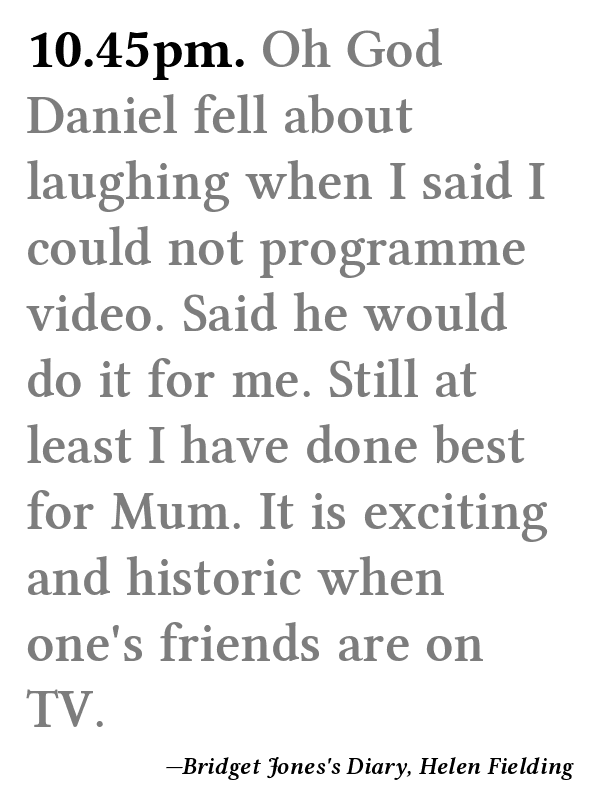 10.45pm. Oh God
Daniel fell about
laughing when I said I
could not programme
video. Said he would
do it for me. Still at
least I have done best
for Mum. It is exciting
and historic when
one's friends are on
TV.
—Bridget Jones's Diary, Helen Fielding